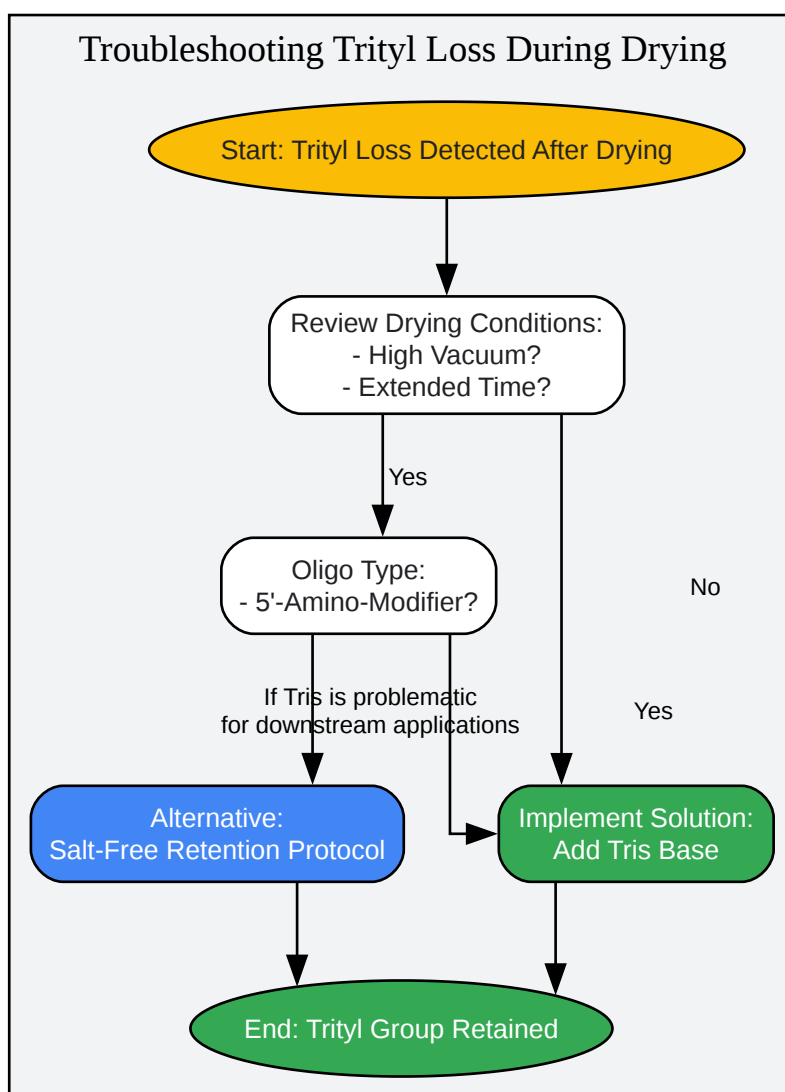 Troubleshooting Trityl Loss During Drying
Start: Trityl Loss Detected After Drying
Review Drying Conditions:
- High Vacuum?
- Extended Time?
Yes
Oligo Type:
- 5'-Amino-Modifier?
No
If Tris is problematic
for downstream applications
Yes
Alternative:
Salt-Free Retention Protocol
Implement Solution:
Add Tris Base
End: Trityl Group Retained